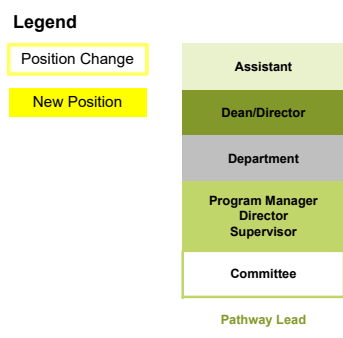 Legend
Position Change
New Position
Assistant
Dean/Director
Department
Program Manager
Director
Supervisor
Committee
Pathway Lead